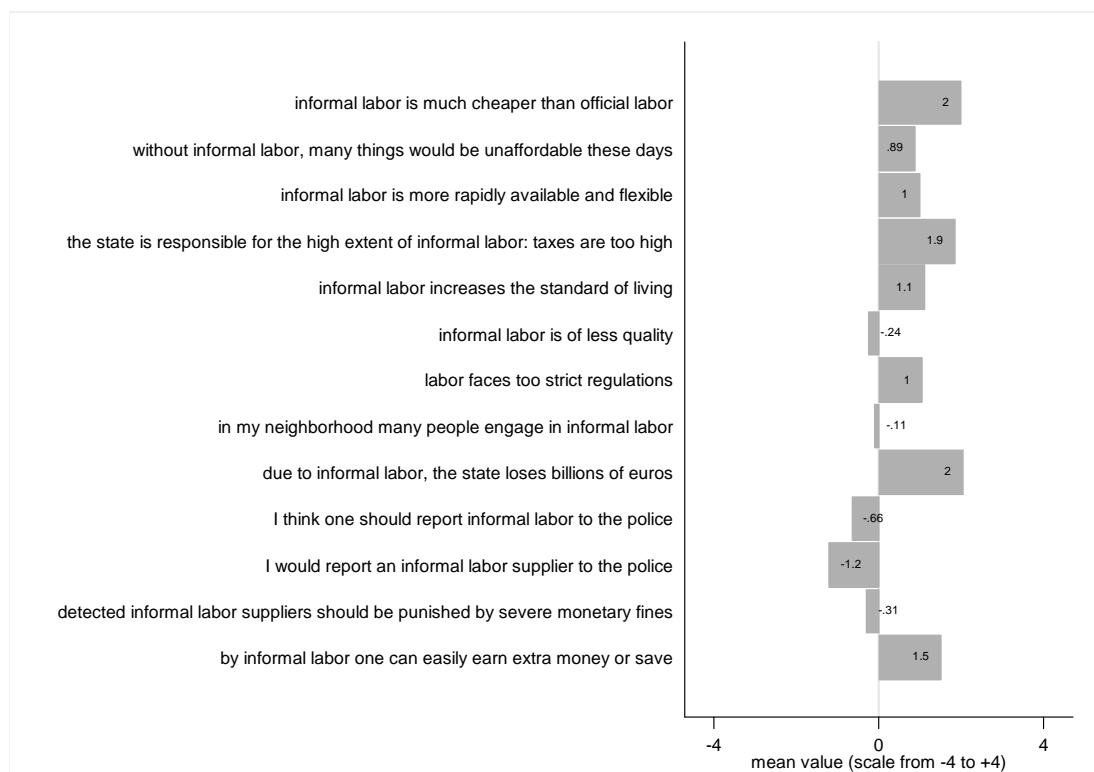 informal labor is much cheaper than official labor 2
without informal labor, many things would be unaffordable these days .89
informal labor is more rapidly available and flexible 1
the state is responsible for the high extent of informal labor: taxes are too high 1.9
informal labor increases the standard of living 1.1
informal labor is of less quality -.24
labor faces too strict regulations 1
in my neighborhood many people engage in informal labor -.11
due to informal labor, the state loses billions of euros 2
I think one should report informal labor to the police -.66
I would report an informal labor supplier to the police -1.2
detected informal labor suppliers should be punished by severe monetary fines -.31
by informal labor one can easily earn extra money or save 1.5
-4 0 4
mean value (scale from -4 to +4)